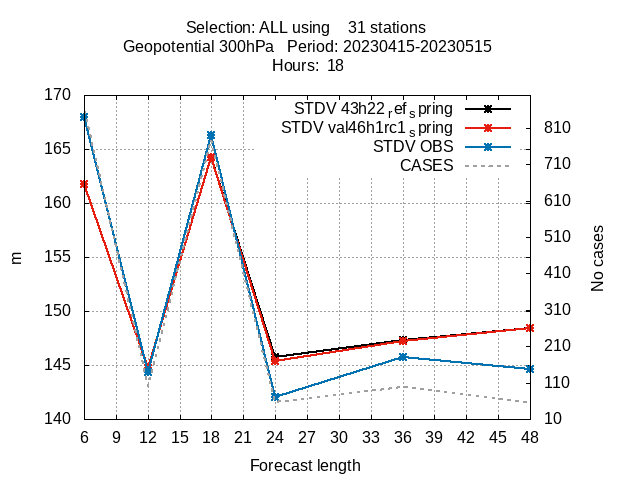 Selection: ALL using    31 stations
Geopotential 300hPa   Period: 20230415-20230515
Hours: 18
STDV 43h22refspring
STDV val46h1rc1spring
STDV OBS
CASES
170
165
160
155
150
145
140
m
810
710
610
510
410
310
210
110
10
No cases
6 9 12 15 18 21 24 27 30 33 36 39 42 45 48
Forecast length